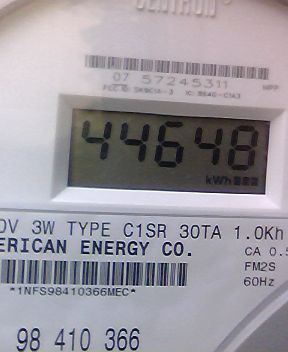 CENTRON
07 57245311
44648
kWh
3W TYPE C1SR 30TA 1.0Kh
ERICAN ENERGY CO.
CA 0.5
FM2S
60Hz
*1NFS98410366MEC*
98 410 366